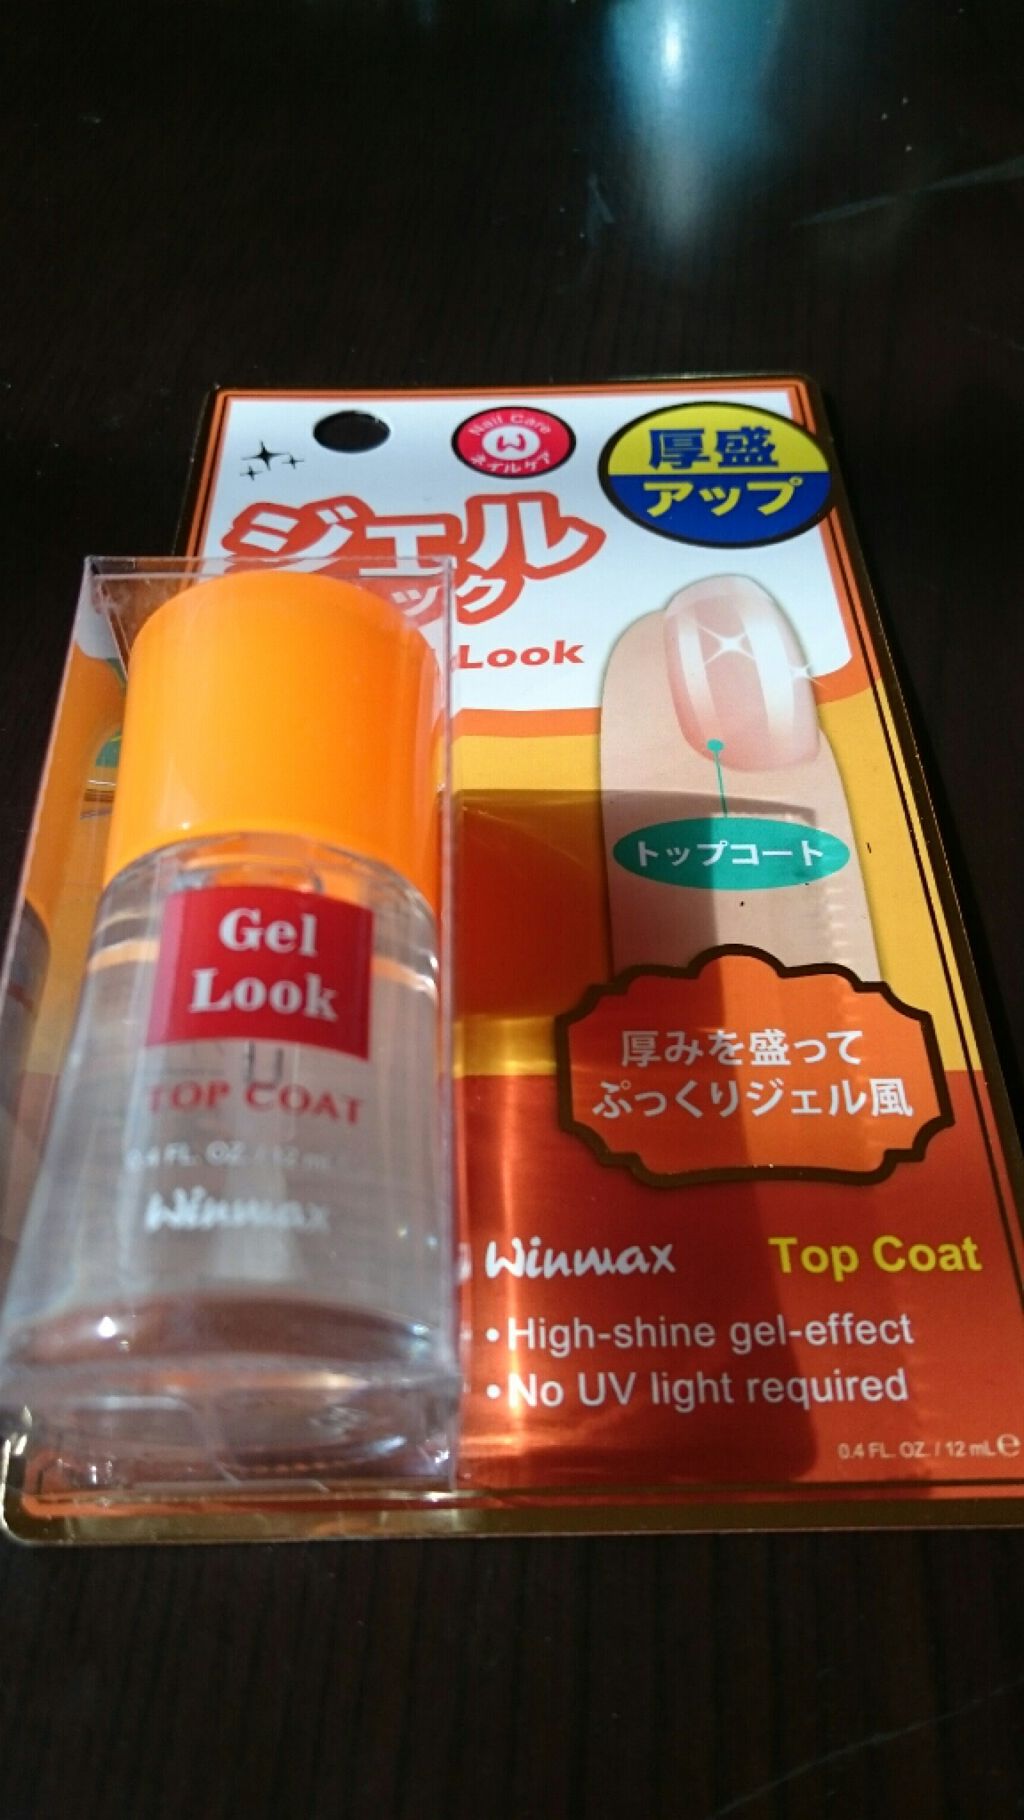 Nail Care
W
ネイルケア
厚盛
アップ
ジェル
ック
Look
トップコート
Gel
Look
TOP COAT
0.4 FL. OZ. / 12 mL
Winmax
厚みを盛って
ぷっくりジェル風
Winmax
Top Coat
•High-shine gel-effect
•No UV light required
0.4 FL. OZ. / 12 mL ℮